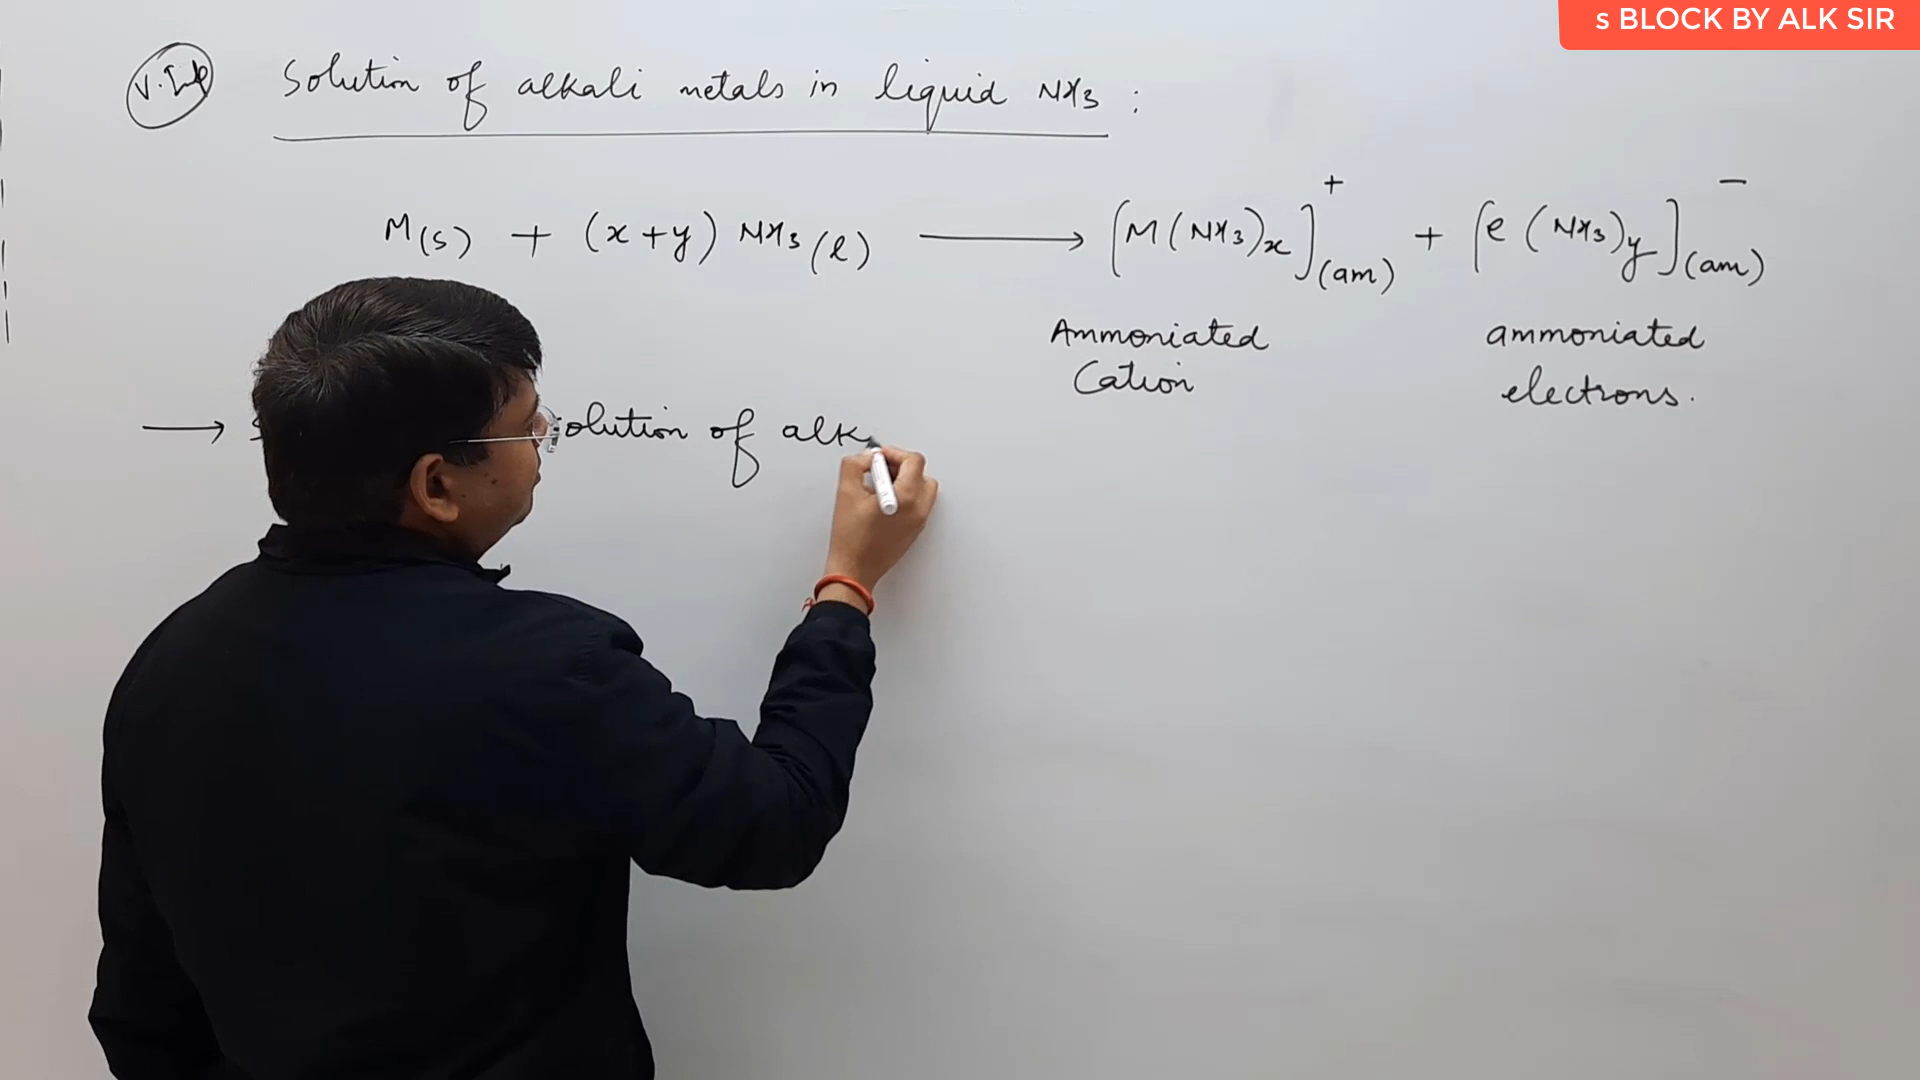 s BLOCK BY ALK SIR
V. Imp
Solution of alkali metals in liquid NH3 :
M(s) + (x+y) NH3(l) ⟶ [M(NH3)x]+(am) + [e(NH3)y]−(am)
Ammoniated ammoniated
Cation electrons.
⟶ solution of alk